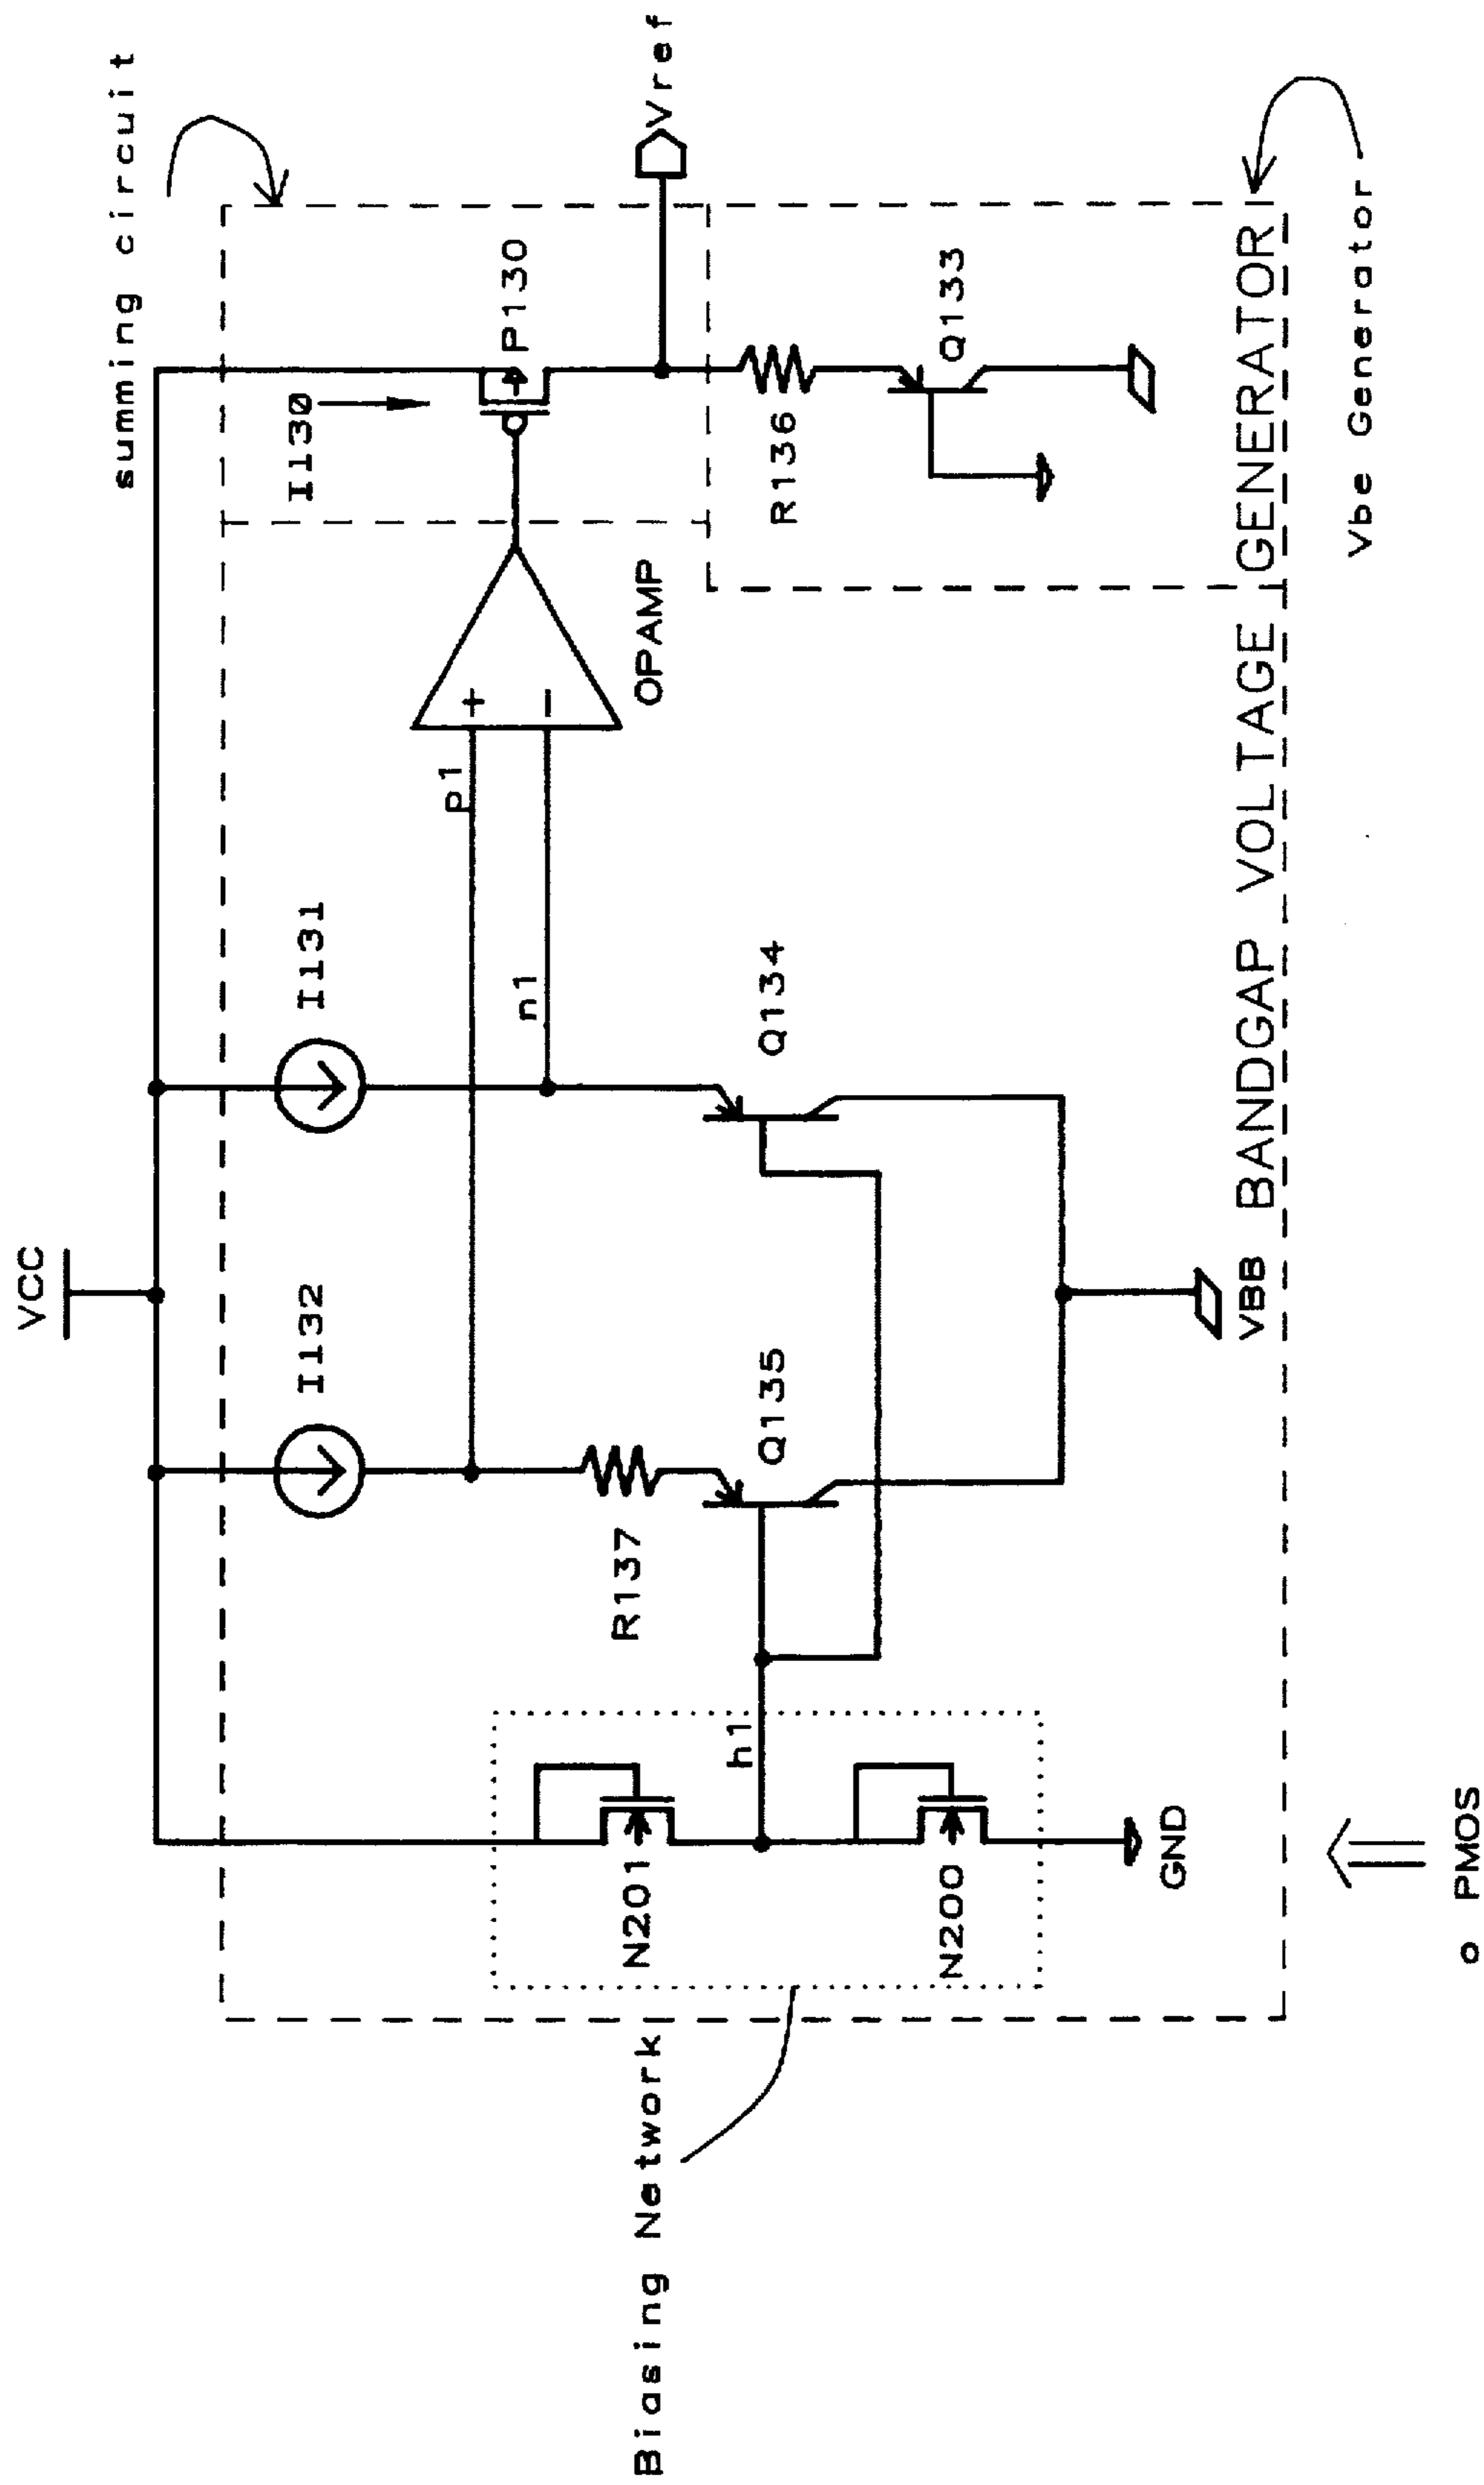 summing circuit
VCC
I130
P130
I132
I131
p1
n1
OPAMP
Vref
Biasing Network
N201
R137
h1
Q135
Q134
R136
Q133
N200
GND
VBB
BANDGAP VOLTAGE GENERATOR
Vbe Generator
o PMOS